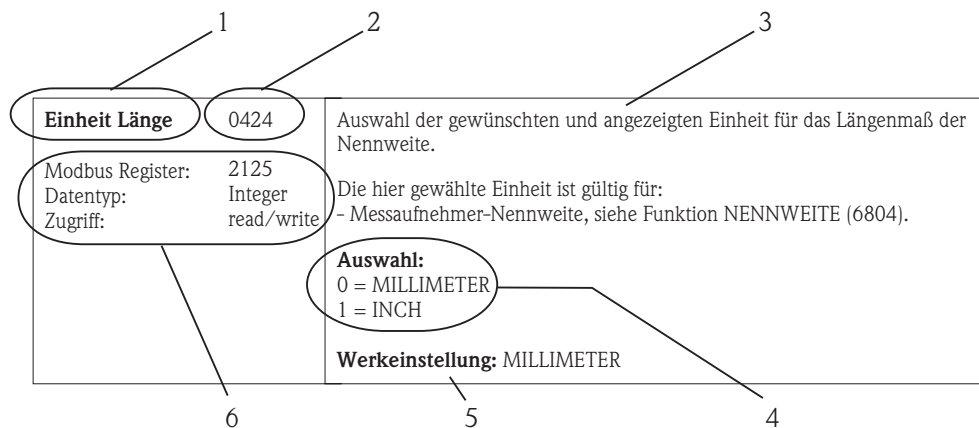 1 2 3
Einheit Länge 0424
Modbus Register: 2125
Datentyp: Integer
Zugriff: read/write
Auswahl der gewünschten und angezeigten Einheit für das Längenmaß der
Nennweite.
Die hier gewählte Einheit ist gültig für:
- Messaufnehmer-Nennweite, siehe Funktion NENNWEITE (6804).
Auswahl:
0 = MILLIMETER
1 = INCH
Werkeinstellung: MILLIMETER
6 5 4